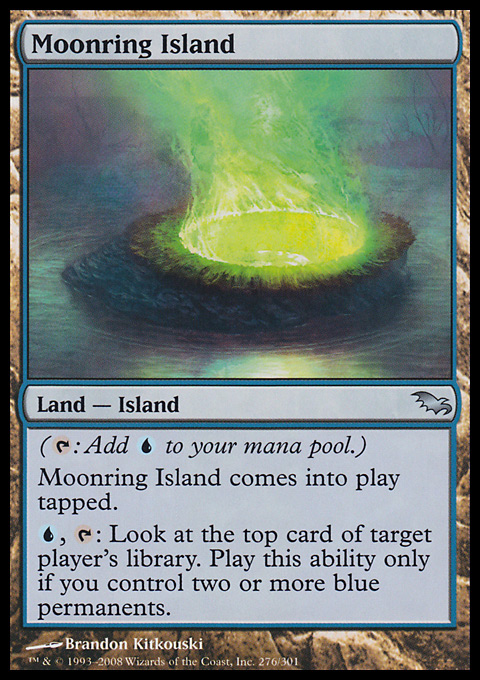 Moonring Island
Land — Island
( : Add to your mana pool.)
Moonring Island comes into play
tapped.
, : Look at the top card of target
player's library. Play this ability only
if you control two or more blue
permanents.
Brandon Kitkouski
™ & © 1993–2008 Wizards of the Coast, Inc. 276/301